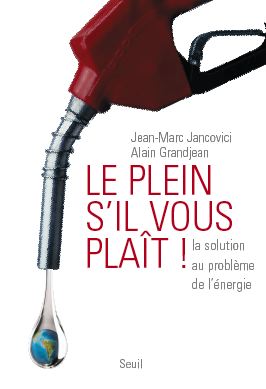 Jean-Marc Jancovici
Alain Grandjean
LE PLEIN
S'IL VOUS
PLAÎT !
la solution
au problème
de l'énergie
Seuil